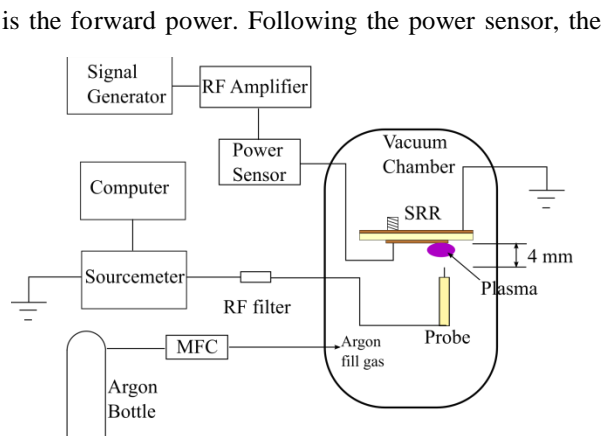 is the forward power. Following the power sensor, the
Signal
Generator
RF Amplifier
Power
Sensor
Vacuum
Chamber
Computer
SRR
Sourcemeter
4 mm
Plasma
RF filter
Probe
MFC
Argon
fill gas
Argon
Bottle